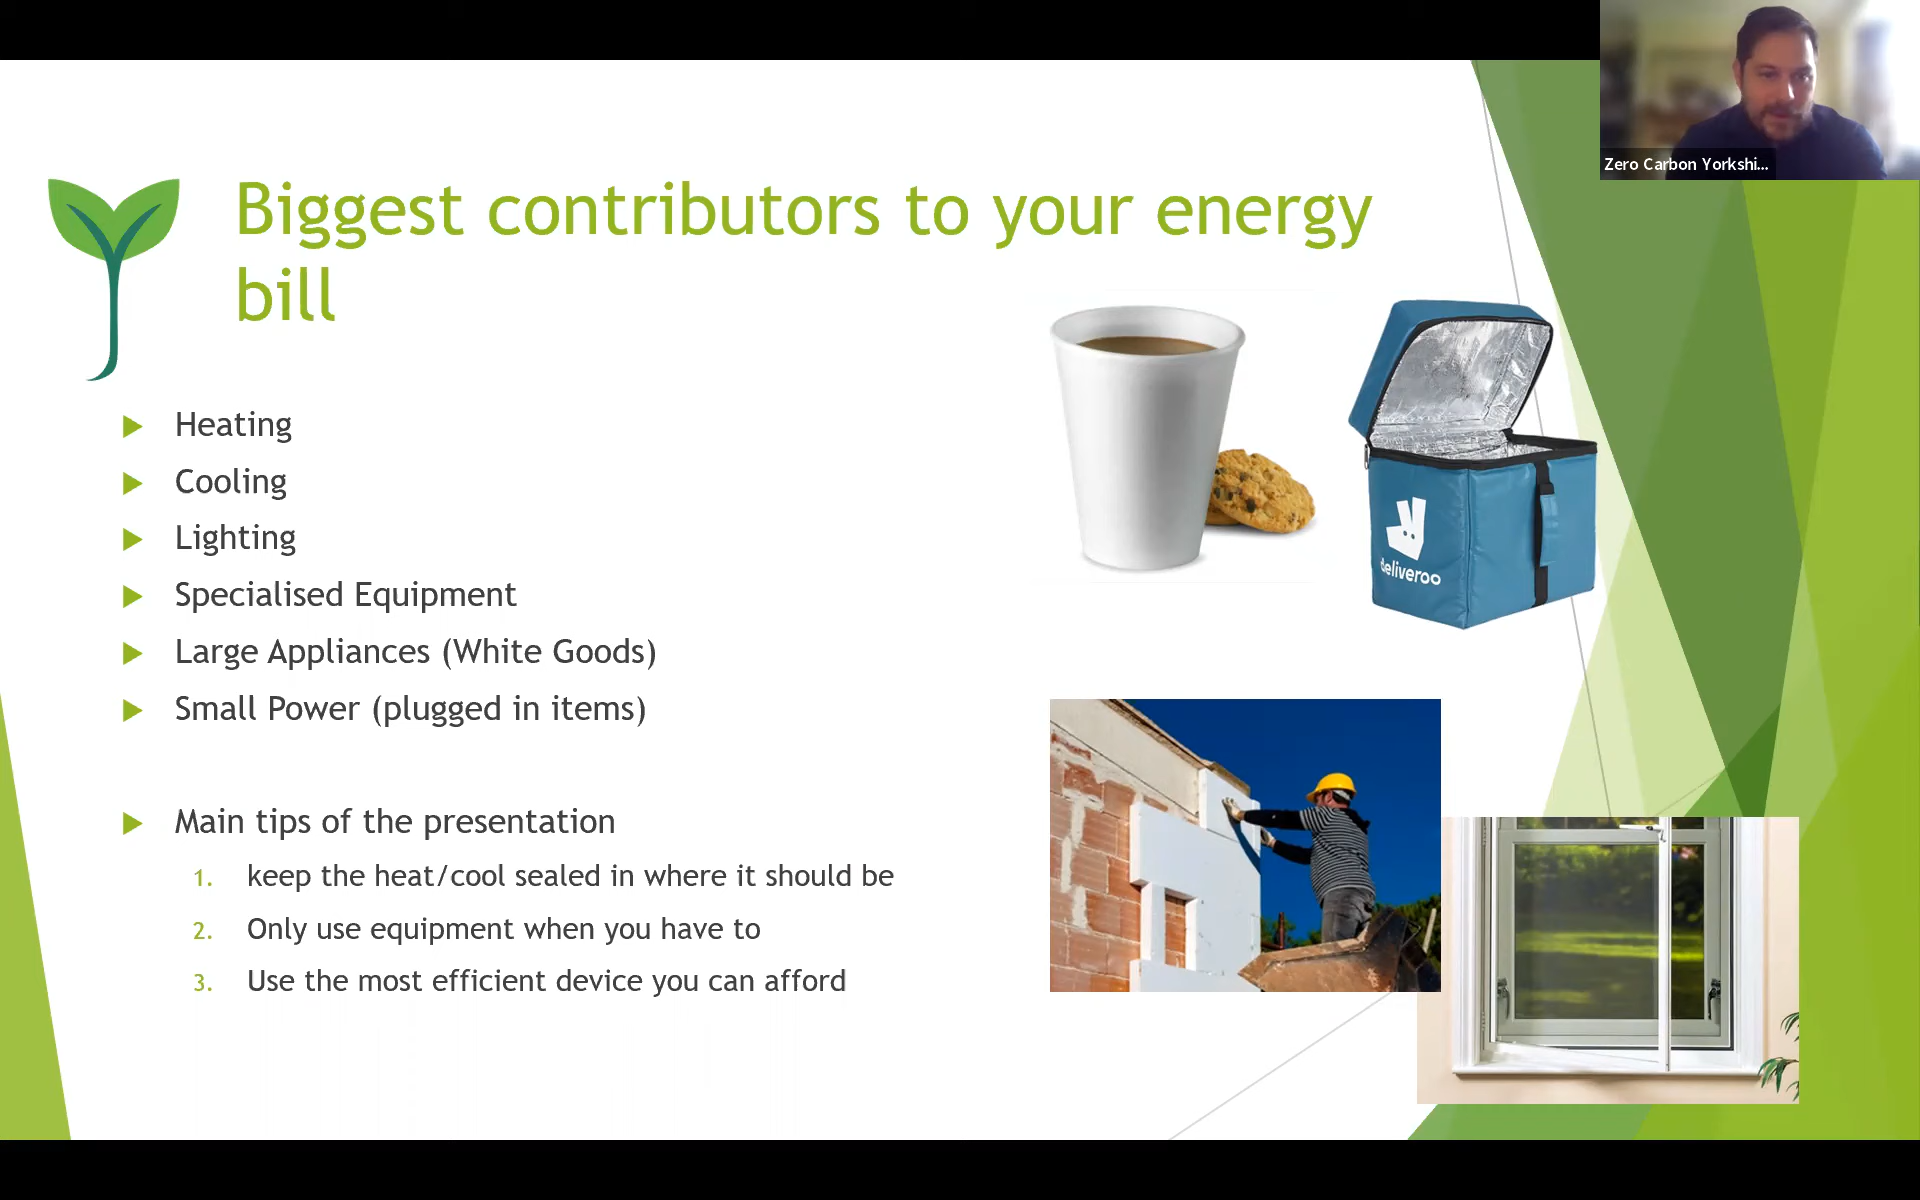 Zero Carbon Yorkshi...
Biggest contributors to your energy
bill
Heating
Cooling
Lighting
Specialised Equipment
Large Appliances (White Goods)
Small Power (plugged in items)
Main tips of the presentation
1. keep the heat/cool sealed in where it should be
2. Only use equipment when you have to
3. Use the most efficient device you can afford
deliveroo